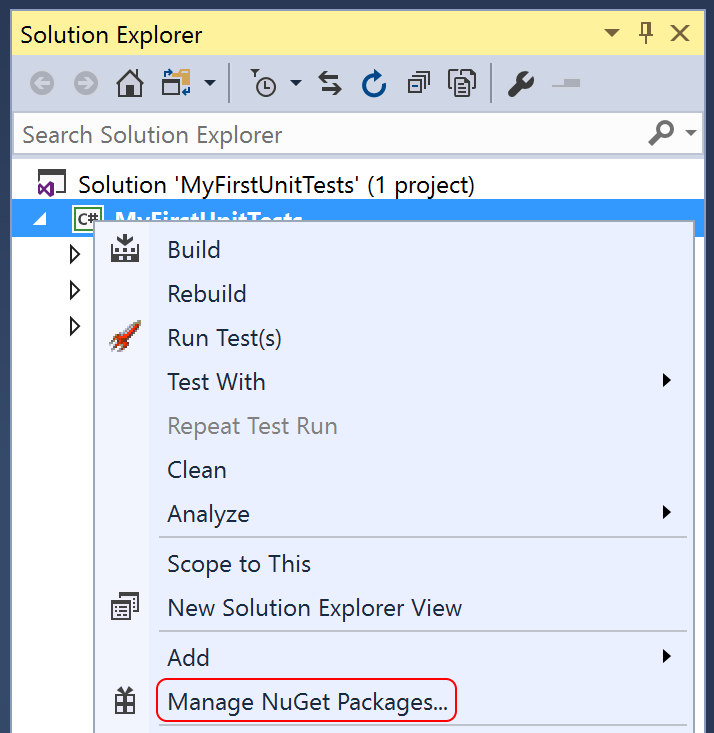 Solution Explorer
Search Solution Explorer
Solution 'MyFirstUnitTests' (1 project)
C# MyFirstUnitTests
Build
Rebuild
Run Test(s)
Test With
Repeat Test Run
Clean
Analyze
Scope to This
New Solution Explorer View
Add
Manage NuGet Packages...